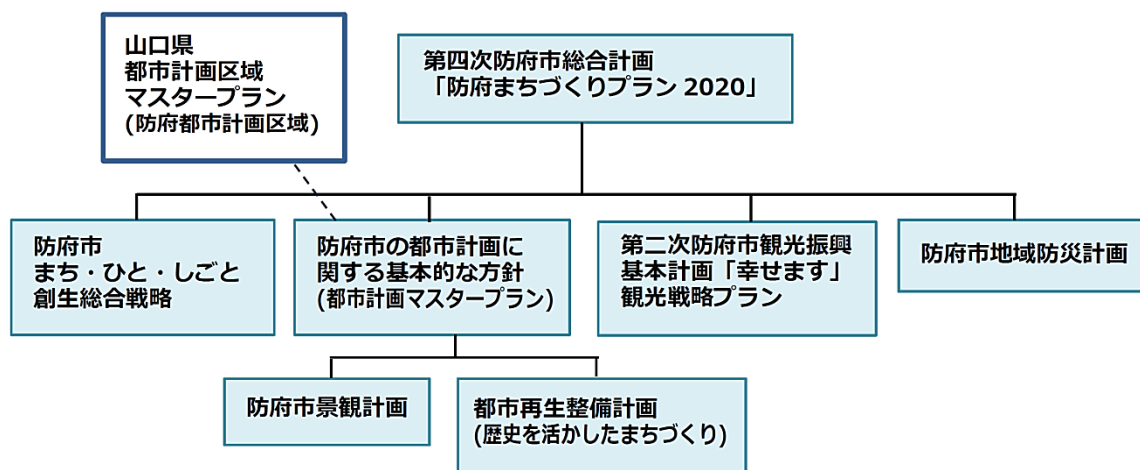 山口県
都市計画区域
マスタープラン
(防府都市計画区域)
第四次防府市総合計画
「防府まちづくりプラン 2020」
防府市
まち・ひと・しごと
創生総合戦略
防府市の都市計画に
関する基本的な方針
(都市計画マスタープラン)
第二次防府市観光振興
基本計画「幸せます」
観光戦略プラン
防府市地域防災計画
防府市景観計画
都市再生整備計画
(歴史を活かしたまちづくり)